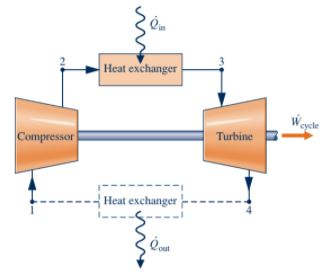 Q̇in
2
Heat exchanger
3
Compressor
Turbine
Ẇcycle
1
Heat exchanger
4
Q̇out